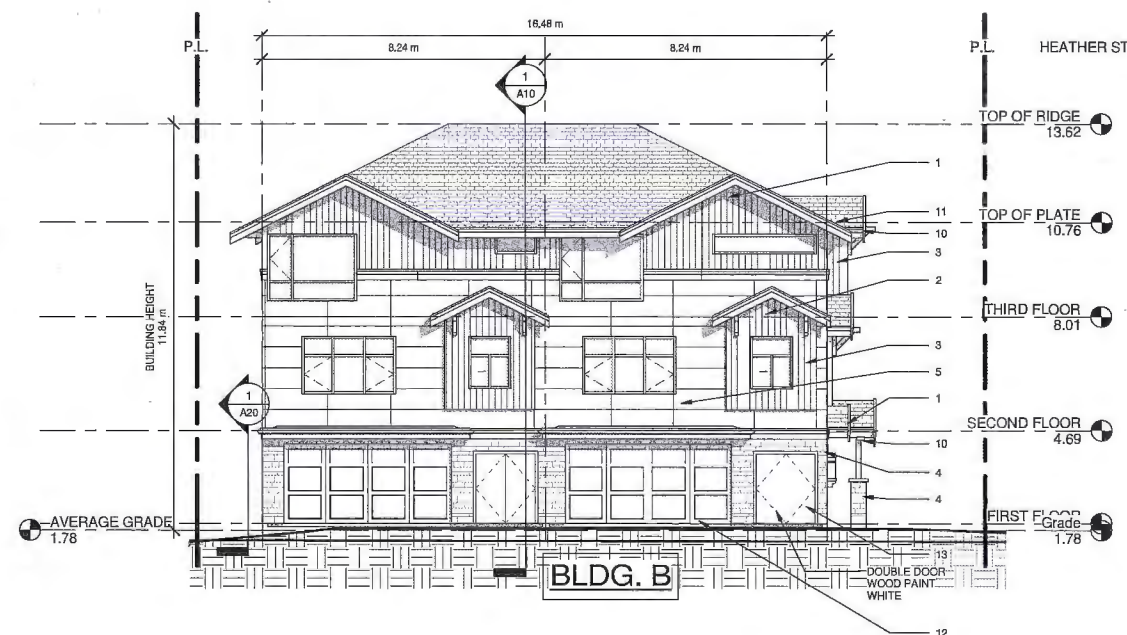 16.48 m
P.L.
8.24 m
8.24 m
P.L.
HEATHER ST
1
A10
TOP OF RIDGE
13.62
1
11
TOP OF PLATE
10.76
10
3
2
BUILDING HEIGHT
11.84 m
THIRD FLOOR
8.01
3
5
1
A20
1
SECOND FLOOR
4.69
10
4
4
AVERAGE GRADE
1.78
FIRST FLOOR
Grade
1.78
13
DOUBLE DOOR
WOOD PAINT
WHITE
BLDG. B
12